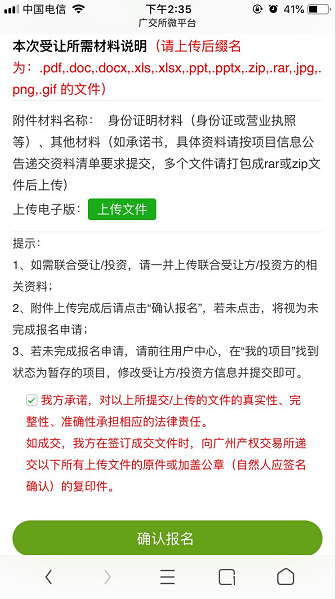 中国电信 下午2:35 41%
广交所微平台
本次受让所需材料说明（请上传后缀名
为：.pdf,.doc,.docx,.xls,.xlsx,.ppt,.pptx,.zip,.rar,.jpg,.
png,.gif 的文件）
附件材料名称： 身份证明材料（身份证或营业执照
等）、其他材料（如承诺书，具体资料请按项目信息公
告递交资料清单要求提交，多个文件请打包成rar或zip文
件后上传）
上传电子版： 上传文件
提示：
1、如需联合受让/投资，请一并上传联合受让方/投资方的相
关资料；
2、附件上传完成后请点击“确认报名”，若未点击，将视为未
完成报名申请；
3、若未完成报名申请，请前往用户中心，在“我的项目”找到
状态为暂存的项目，修改受让方/投资方信息并提交即可。
我方承诺，对以上所提交/上传的文件的真实性、完
整性、准确性承担相应的法律责任。
如成交，我方在签订成交文件时，向广州产权交易所递
交以下所有上传文件的原件或加盖公章（自然人应签名
确认）的复印件。
确认报名